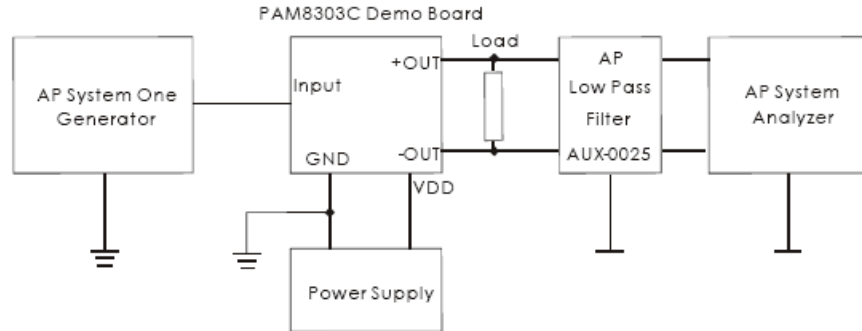 PAM8303C Demo Board
AP System One
Generator
Input
+OUT
-OUT
GND
VDD
Load
AP
Low Pass
Filter
AUX-0025
AP System
Analyzer
Power Supply